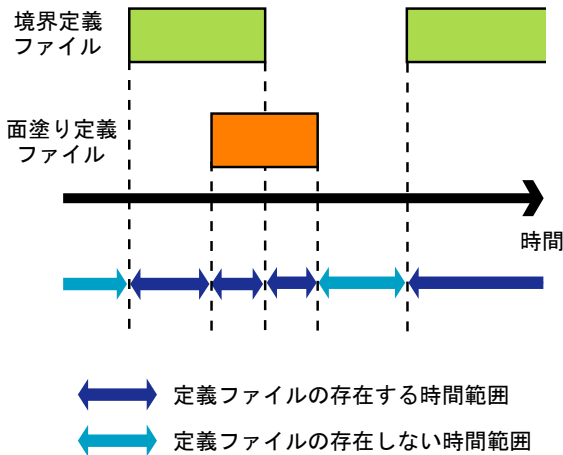 境界定義
ファイル
面塗り定義
ファイル
時間
定義ファイルの存在する時間範囲
定義ファイルの存在しない時間範囲